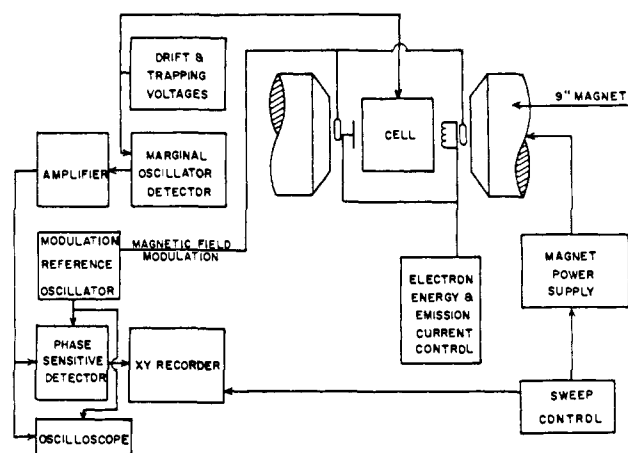 DRIFT &
TRAPPING
VOLTAGES
CELL
9" MAGNET
AMPLIFIER
MARGINAL
OSCILLATOR
DETECTOR
MODULATION
REFERENCE
OSCILLATOR
MAGNETIC FIELD
MODULATION
ELECTRON
ENERGY &
EMISSION
CURRENT
CONTROL
MAGNET
POWER
SUPPLY
PHASE
SENSITIVE
DETECTOR
XY RECORDER
SWEEP
CONTROL
OSCILLOSCOPE